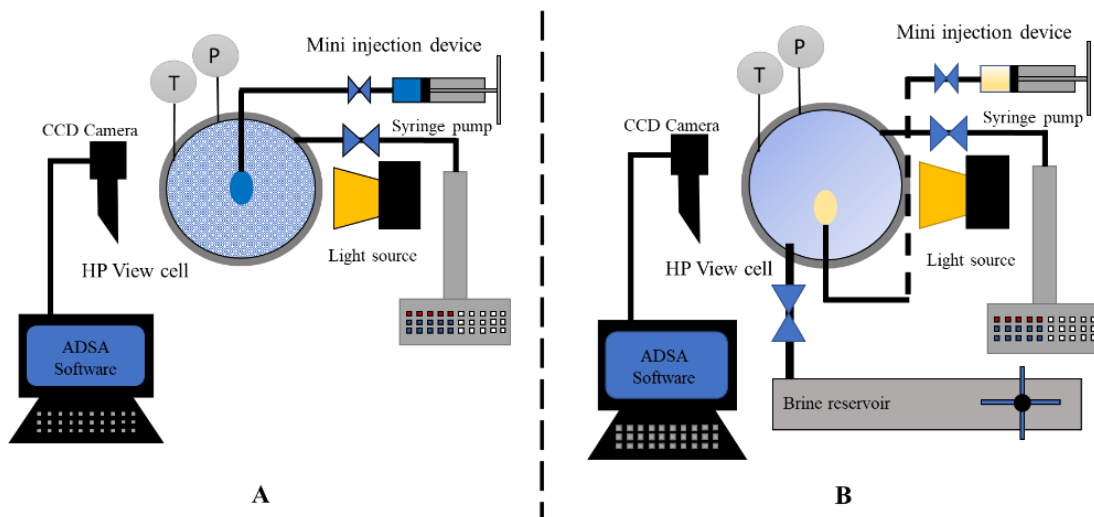 Mini injection device
P
T
CCD Camera
Syringe pump
HP View cell
Light source
ADSA
Software
A
Mini injection device
P
T
CCD Camera
Syringe pump
HP View cell
Light source
ADSA
Software
Brine reservoir
B